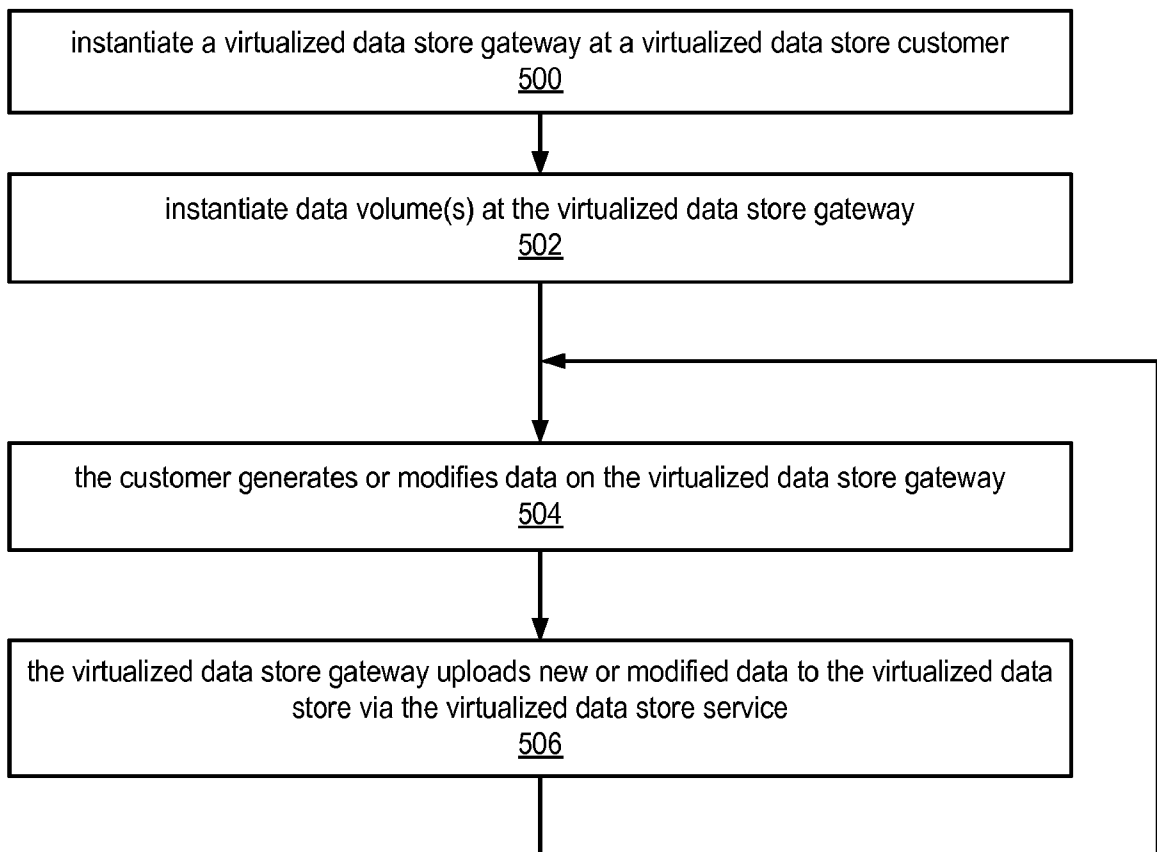 instantiate a virtualized data store gateway at a virtualized data store customer
500
instantiate data volume(s) at the virtualized data store gateway
502
the customer generates or modifies data on the virtualized data store gateway
504
the virtualized data store gateway uploads new or modified data to the virtualized data
store via the virtualized data store service
506